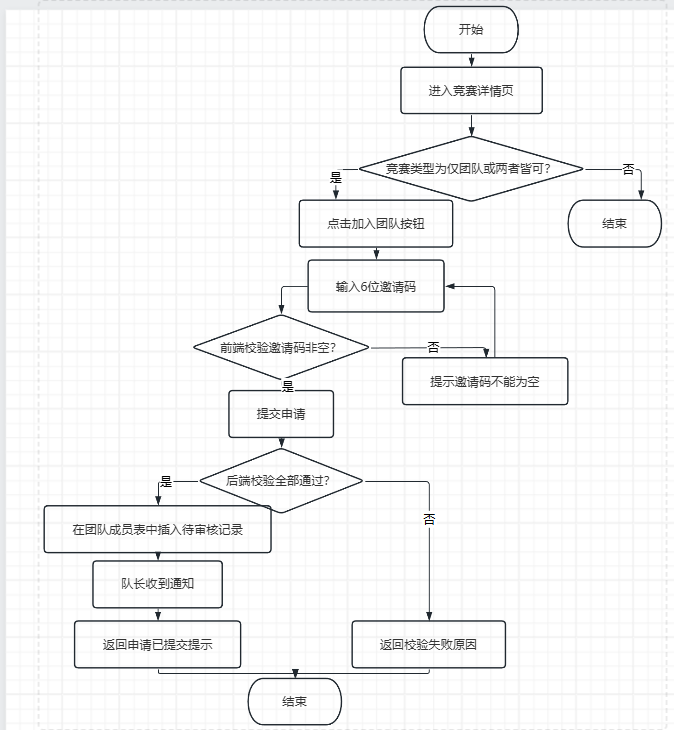 开始
进入竞赛详情页
竞赛类型为仅团队或两者皆可?
是
否
点击加入团队按钮
结束
输入6位邀请码
前端校验邀请码非空?
否
提示邀请码不能为空
是
提交申请
后端校验全部通过?
是
否
在团队成员表中插入待审核记录
队长收到通知
返回申请已提交提示
返回校验失败原因
结束